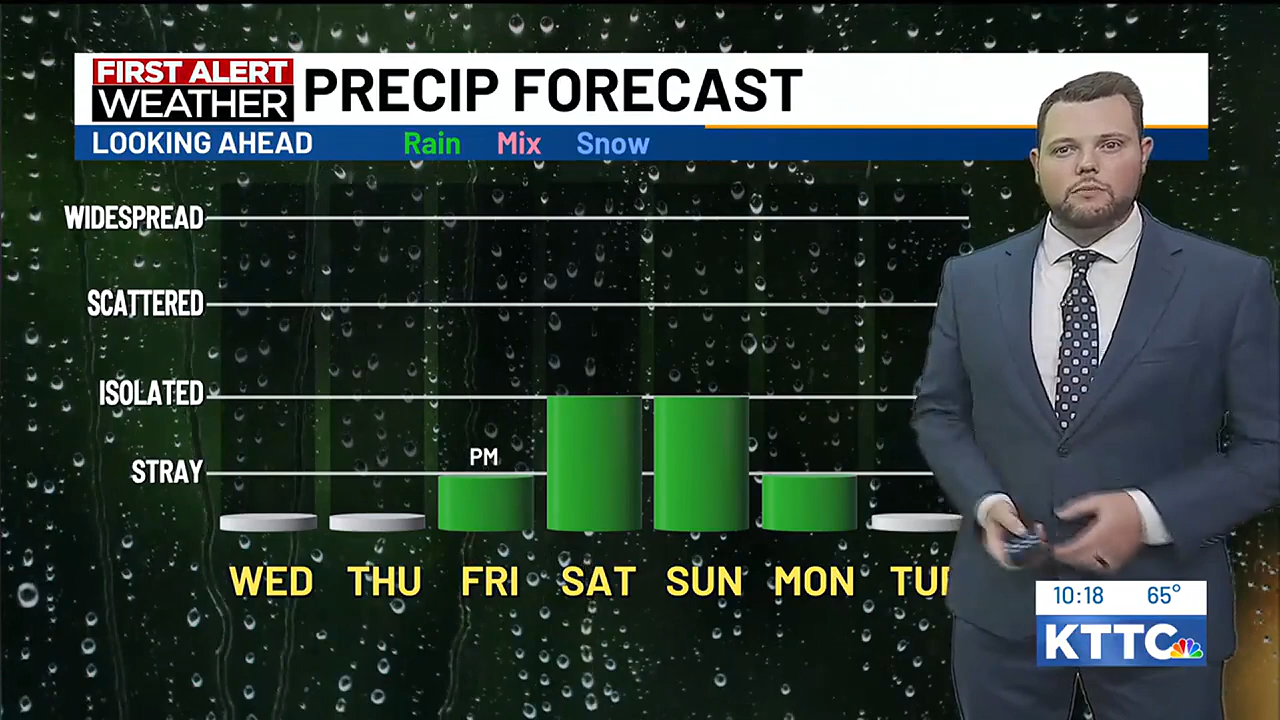 FIRST ALERT
WEATHER
PRECIP FORECAST
LOOKING AHEAD Rain Mix Snow
WIDESPREAD
SCATTERED
ISOLATED
STRAY
PM
WED THU FRI SAT SUN MON TUE
10:18 65°
KTTC